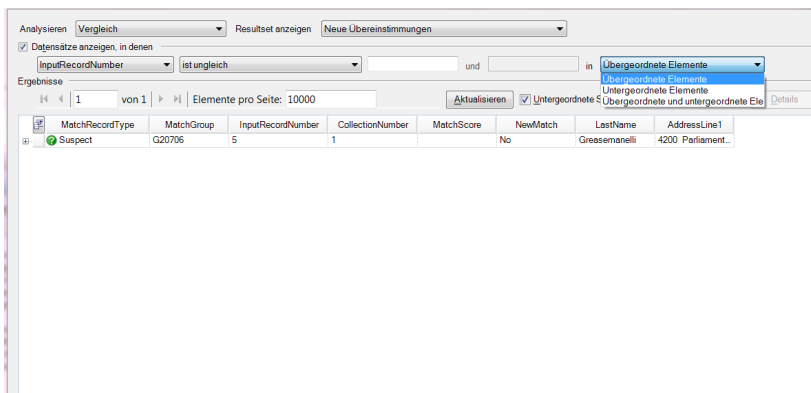 Analysieren Vergleich Resultset anzeigen Neue Übereinstimmungen
Datensätze anzeigen, in denen
InputRecordNumber ist ungleich und in Übergeordnete Elemente
Übergeordnete Elemente
Untergeordnete Elemente
Übergeordnete und untergeordnete Ele
Ergebnisse
1 von 1 Elemente pro Seite: 10000 Aktualisieren Untergeordnete S Details
MatchRecordType MatchGroup InputRecordNumber CollectionNumber MatchScore NewMatch LastName AddressLine1
Suspect G20706 5 1 No Greasemanelli 4200 Parliament...